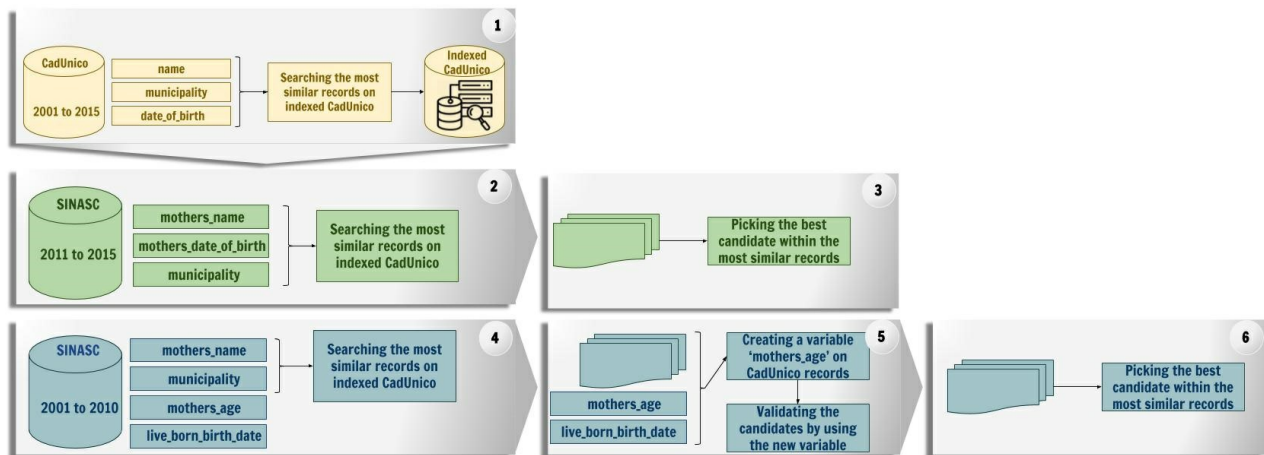 1
CadUnico
2001 to 2015
name
municipality
date_of_birth
Searching the most
similar records on
indexed CadUnico
Indexed
CadUnico
2
SINASC
2011 to 2015
mothers_name
mothers_date_of_birth
municipality
Searching the most
similar records on
indexed CadUnico
3
Picking the best
candidate within the
most similar records
4
SINASC
2001 to 2010
mothers_name
municipality
mothers_age
live_born_birth_date
Searching the most
similar records on
indexed CadUnico
5
mothers_age
live_born_birth_date
Creating a variable
‘mothers_age’ on
CadUnico records
Validating the
candidates by using
the new variable
6
Picking the best
candidate within the
most similar records